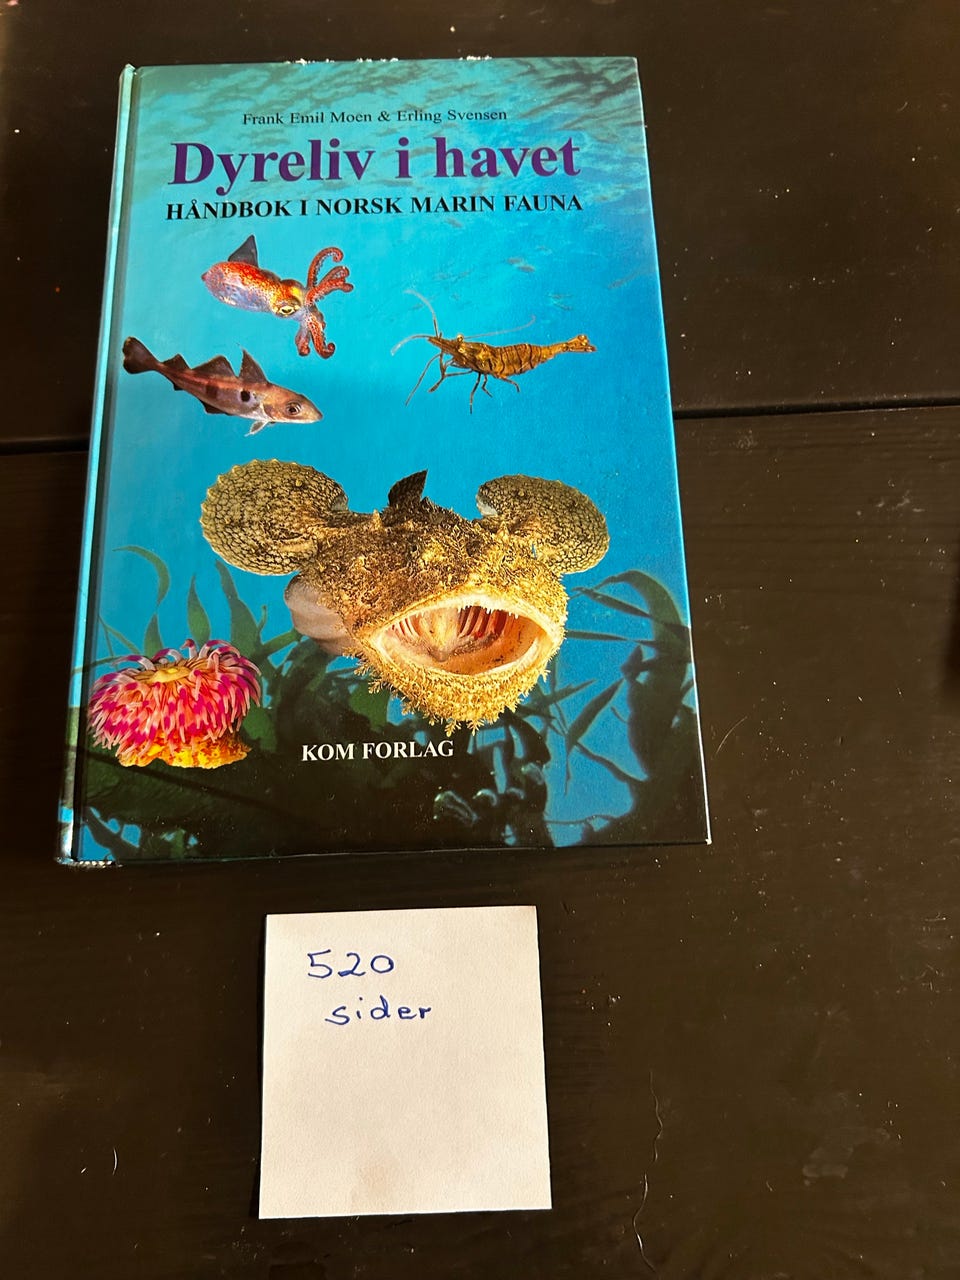 Frank Emil Moen & Erling Svensen
Dyreliv i havet
HÅNDBOK I NORSK MARIN FAUNA
KOM FORLAG
520
sider